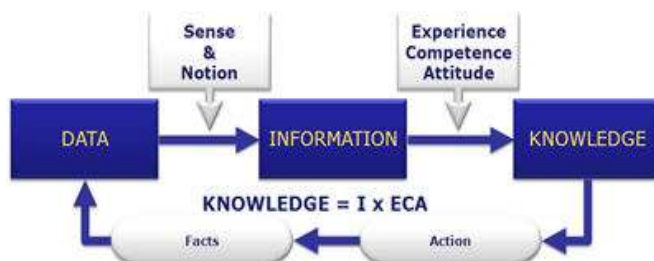 Sense
&
Notion
Experience
Competence
Attitude
DATA
INFORMATION
KNOWLEDGE
KNOWLEDGE = I x ECA
Facts
Action